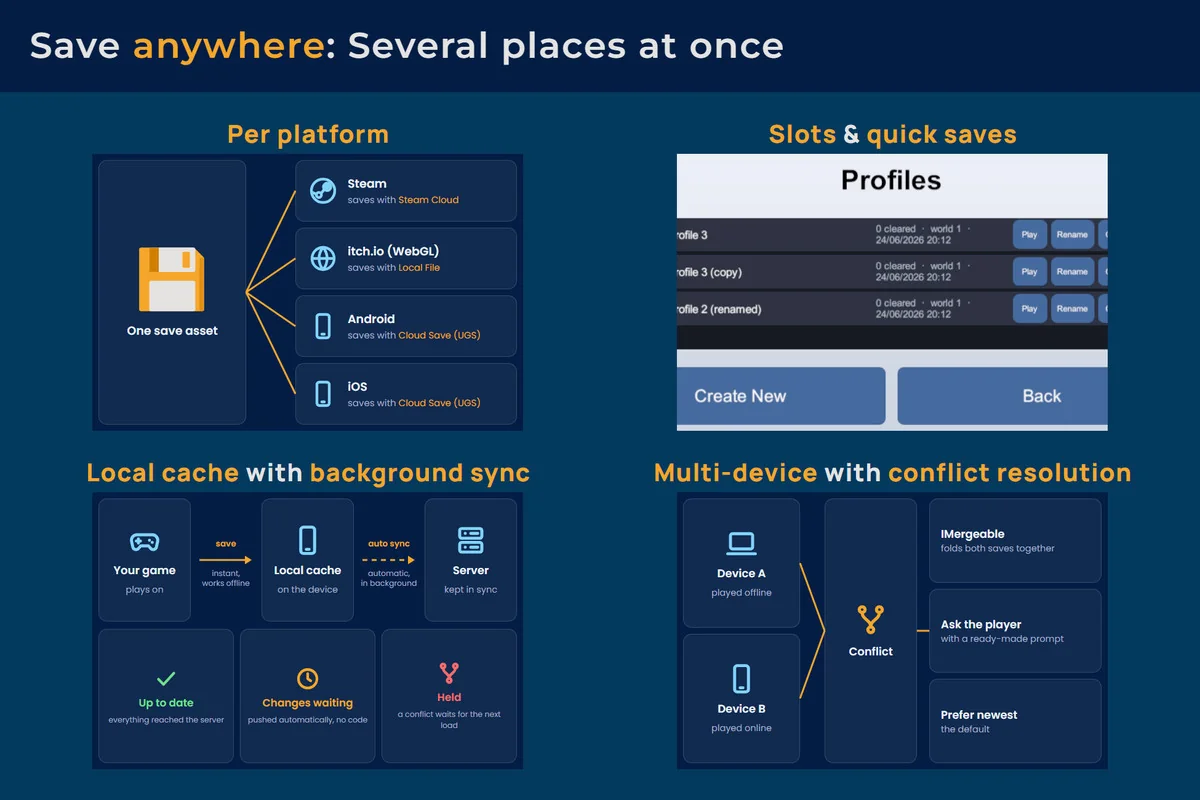 Save anywhere: Several places at once
Per platform
One save asset
Steam
saves with Steam Cloud
itch.io (WebGL)
saves with Local File
Android
saves with Cloud Save (UGS)
iOS
saves with Cloud Save (UGS)
Slots & quick saves
Profiles
rofile 3
0 cleared · world 1 ·
24/06/2026 20:12
Play
Rename
rofile 3 (copy)
0 cleared · world 1 ·
24/06/2026 20:12
Play
Rename
rofile 2 (renamed)
0 cleared · world 1 ·
24/06/2026 20:12
Play
Rename
Create New
Back
Local cache with background sync
Your game
plays on
save
instant,
works offline
Local cache
on the device
auto sync
automatic,
in background
Server
kept in sync
Up to date
everything reached the server
Changes waiting
pushed automatically, no code
Held
a conflict waits for the next
load
Multi-device with conflict resolution
Device A
played offline
Device B
played online
Conflict
IMergeable
folds both saves together
Ask the player
with a ready-made prompt
Prefer newest
the default